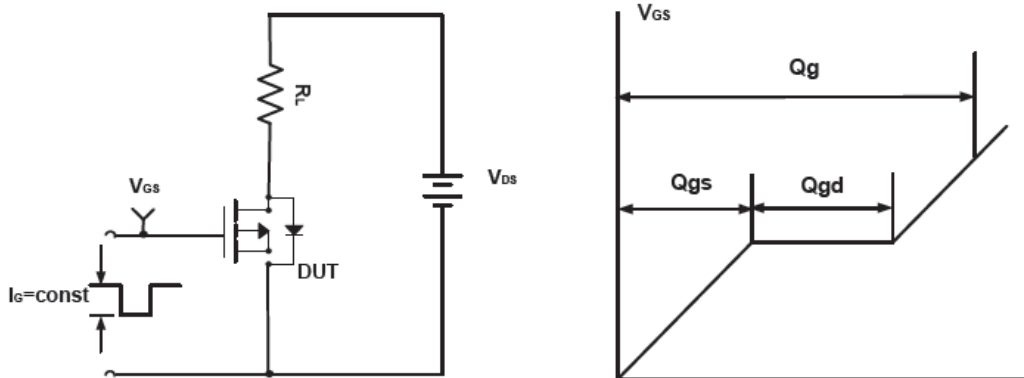 RL
VGS
VDS
DUT
IG=const
VGS
Qg
Qgs
Qgd